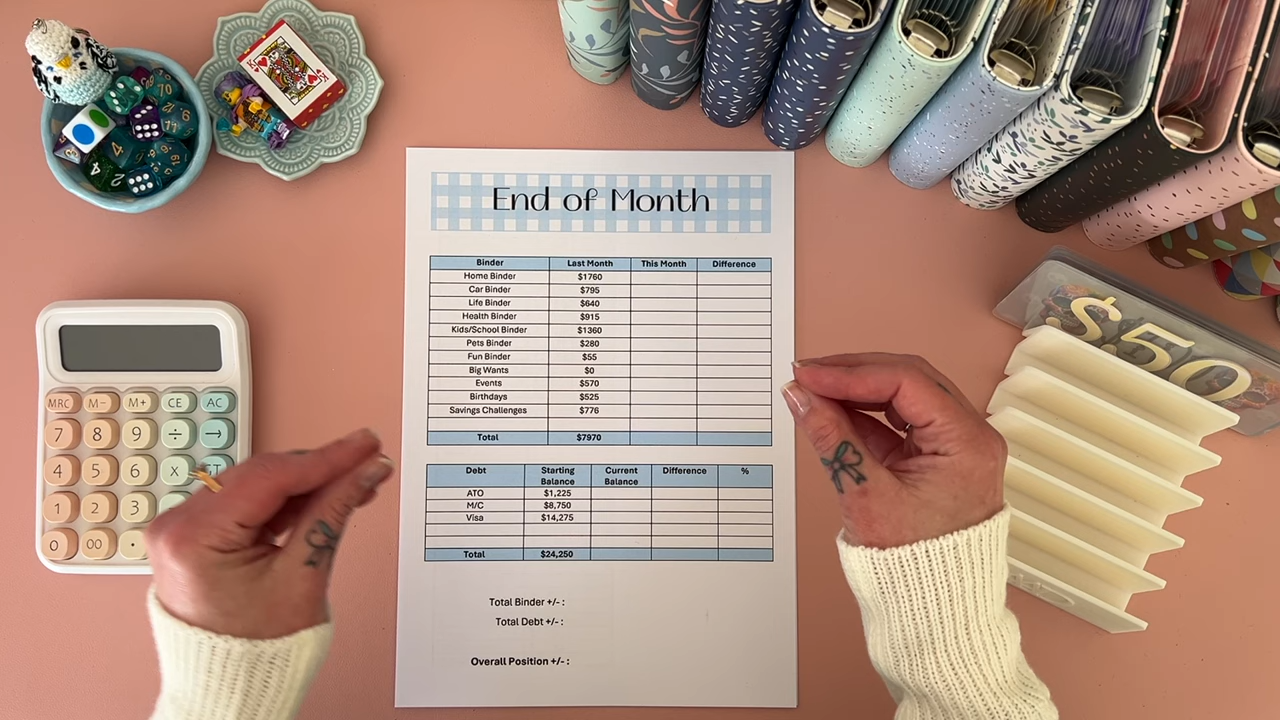 End of Month
Binder Last Month This Month Difference
Home Binder $1760
Car Binder $795
Life Binder $640
Health Binder $915
Kids/School Binder $1360
Pets Binder $280
Fun Binder $55
Big Wants $0
Events $570
Birthdays $525
Savings Challenges $776
Total $7970
Debt Starting Balance Current Balance Difference %
ATO $1,225
M/C $8,750
Visa $14,275
Total $24,250
Total Binder +/- :
Total Debt +/- :
Overall Position +/- :
$50
MRC M- M+ CE AC
7 8 9 ÷ →
4 5 6 X GT
1 2 3
0 00 .
K